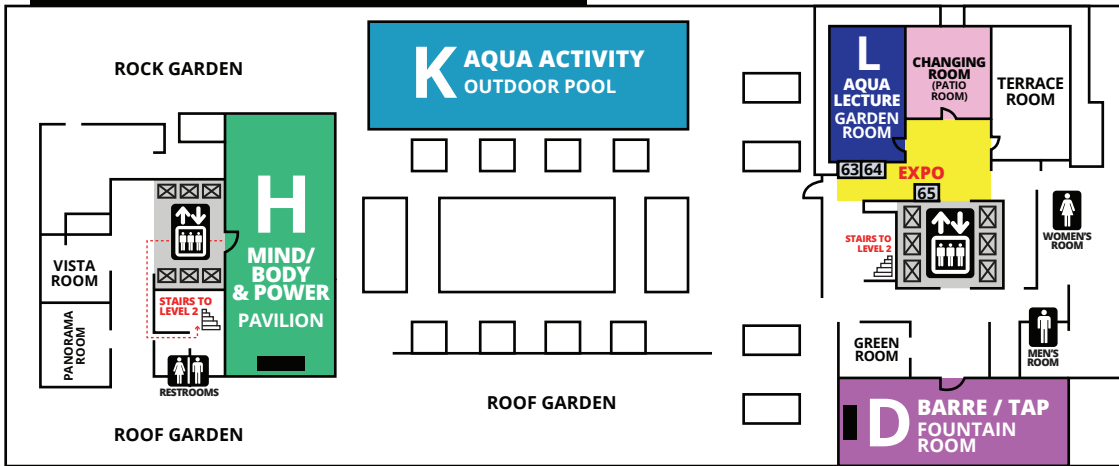 ROCK GARDEN
K AQUA ACTIVITY
OUTDOOR POOL
L
AQUA
LECTURE
GARDEN
ROOM
CHANGING
ROOM
(PATIO
ROOM)
TERRACE
ROOM
63 64
EXPO
65
H
MIND/
BODY
& POWER
PAVILION
VISTA
ROOM
STAIRS TO
LEVEL 2
PANORAMA
ROOM
RESTROOMS
STAIRS TO
LEVEL 2
WOMEN'S
ROOM
GREEN
ROOM
MEN'S
ROOM
ROOF GARDEN
ROOF GARDEN
D BARRE / TAP
FOUNTAIN
ROOM